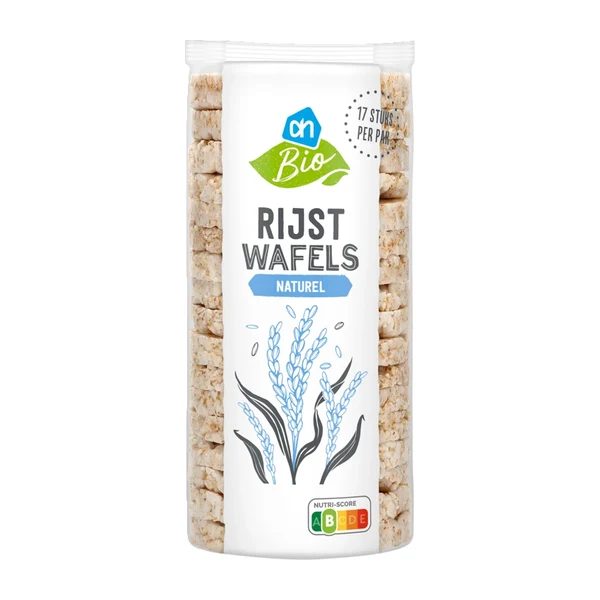 ah
Bio
17 STUKS
PER PAK
RIJST
WAFELS
NATUREL
NUTRI-SCORE
A B C D E